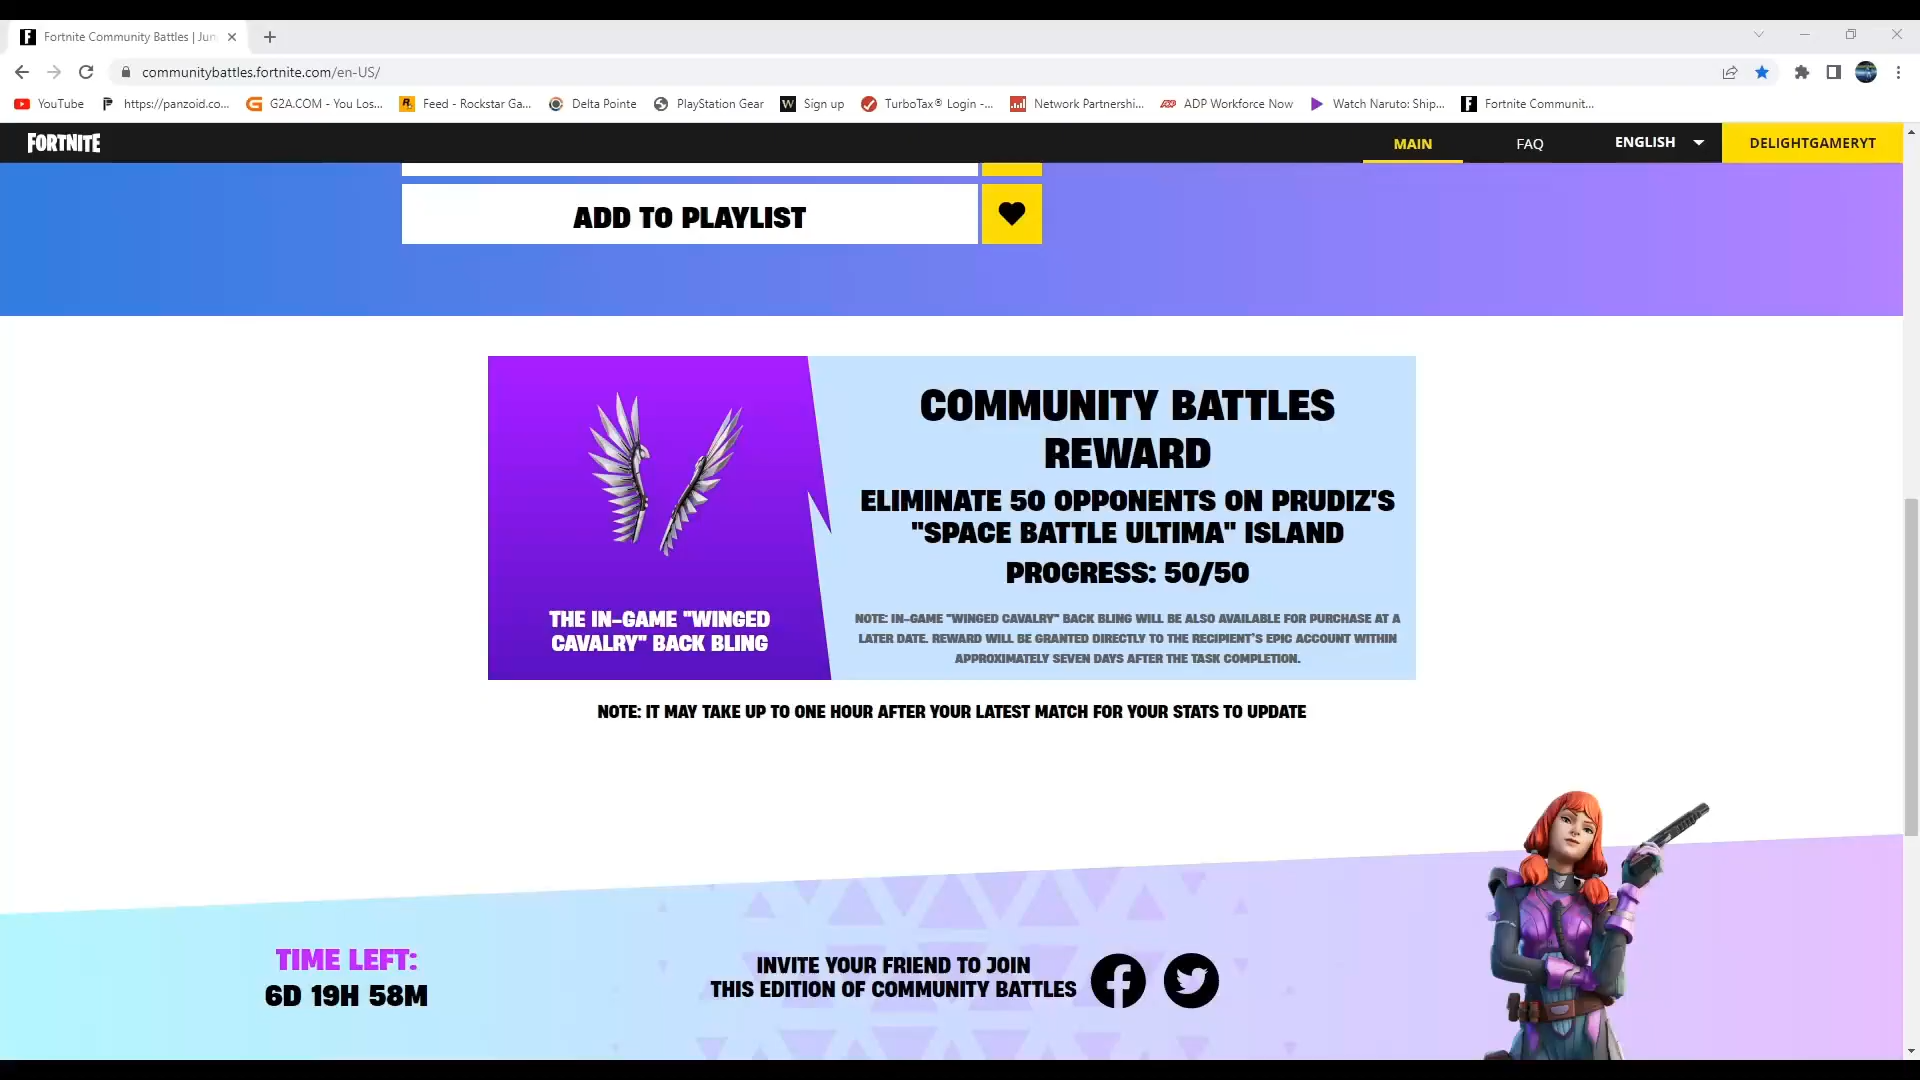 Fortnite Community Battles | Jun
communitybattles.fortnite.com/en-US/
YouTube
https://panzoid.co...
G2A.COM - You Los...
Feed - Rockstar Ga...
Delta Pointe
PlayStation Gear
Sign up
TurboTax® Login -...
Network Partnershi...
ADP Workforce Now
Watch Naruto: Ship...
Fortnite Communit...
FORTNITE
MAIN
FAQ
ENGLISH
DELIGHTGAMERYT
ADD TO PLAYLIST
THE IN-GAME "WINGED
CAVALRY" BACK BLING
COMMUNITY BATTLES
REWARD
ELIMINATE 50 OPPONENTS ON PRUDIZ'S
"SPACE BATTLE ULTIMA" ISLAND
PROGRESS: 50/50
NOTE: IN-GAME "WINGED CAVALRY" BACK BLING WILL BE ALSO AVAILABLE FOR PURCHASE AT A
LATER DATE. REWARD WILL BE GRANTED DIRECTLY TO THE RECIPIENT'S EPIC ACCOUNT WITHIN
APPROXIMATELY SEVEN DAYS AFTER THE TASK COMPLETION.
NOTE: IT MAY TAKE UP TO ONE HOUR AFTER YOUR LATEST MATCH FOR YOUR STATS TO UPDATE
TIME LEFT:
6D 19H 58M
INVITE YOUR FRIEND TO JOIN
THIS EDITION OF COMMUNITY BATTLES